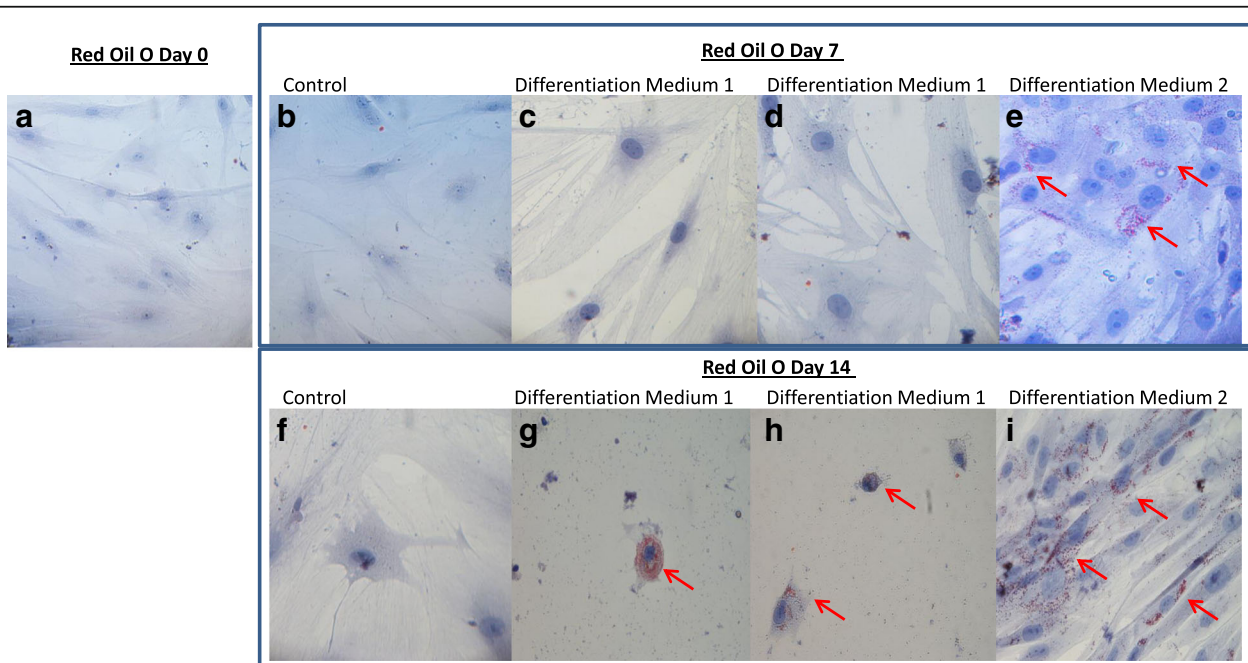 Red Oil O Day 0
Red Oil O Day 7
Control
Differentiation Medium 1
Differentiation Medium 1
Differentiation Medium 2
a
b
c
d
e
Red Oil O Day 14
Control
Differentiation Medium 1
Differentiation Medium 1
Differentiation Medium 2
f
g
h
i